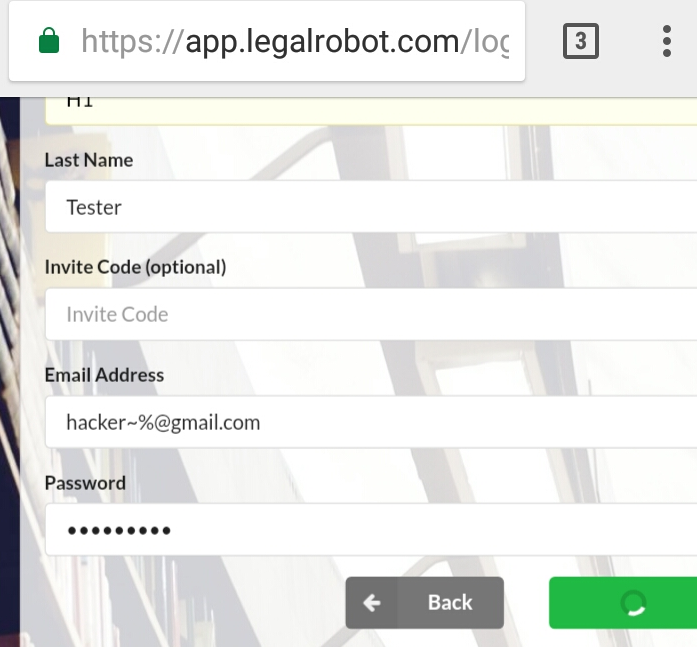 https://app.legalrobot.com/log
3
H1
Last Name
Tester
Invite Code (optional)
Invite Code
Email Address
hacker~%@gmail.com
Password
•••••••••
Back